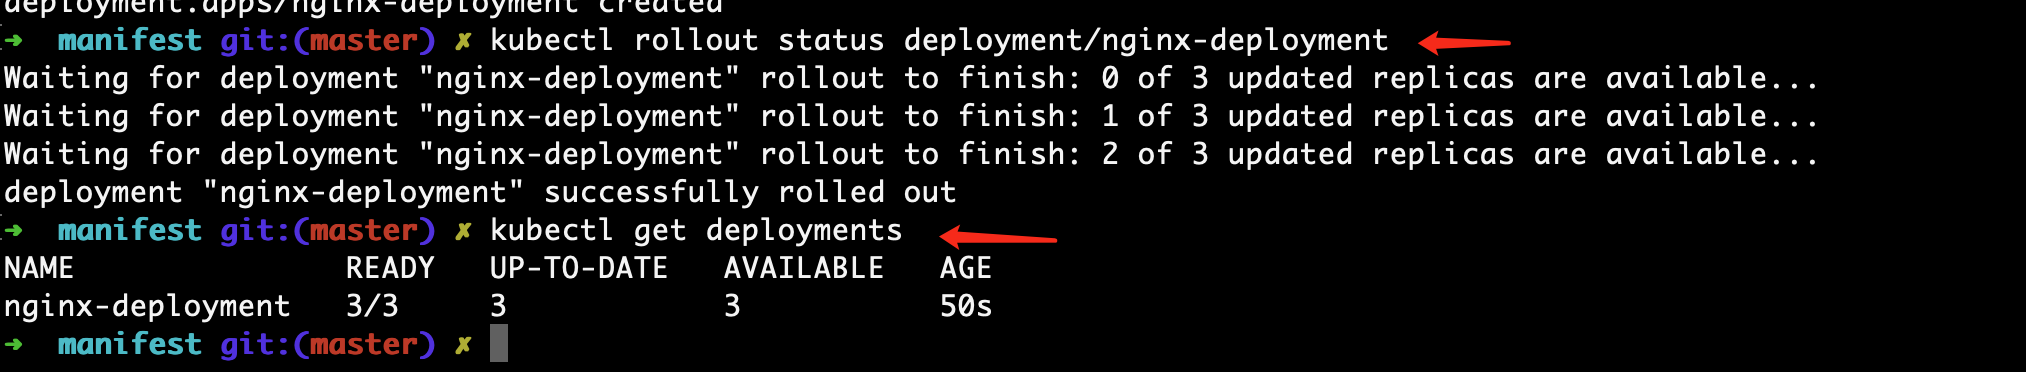 deployment.apps/nginx-deployment created
➜  manifest git:(master) ✗ kubectl rollout status deployment/nginx-deployment
Waiting for deployment "nginx-deployment" rollout to finish: 0 of 3 updated replicas are available...
Waiting for deployment "nginx-deployment" rollout to finish: 1 of 3 updated replicas are available...
Waiting for deployment "nginx-deployment" rollout to finish: 2 of 3 updated replicas are available...
deployment "nginx-deployment" successfully rolled out
➜  manifest git:(master) ✗ kubectl get deployments
NAME               READY   UP-TO-DATE   AVAILABLE   AGE
nginx-deployment   3/3     3            3           50s
➜  manifest git:(master) ✗